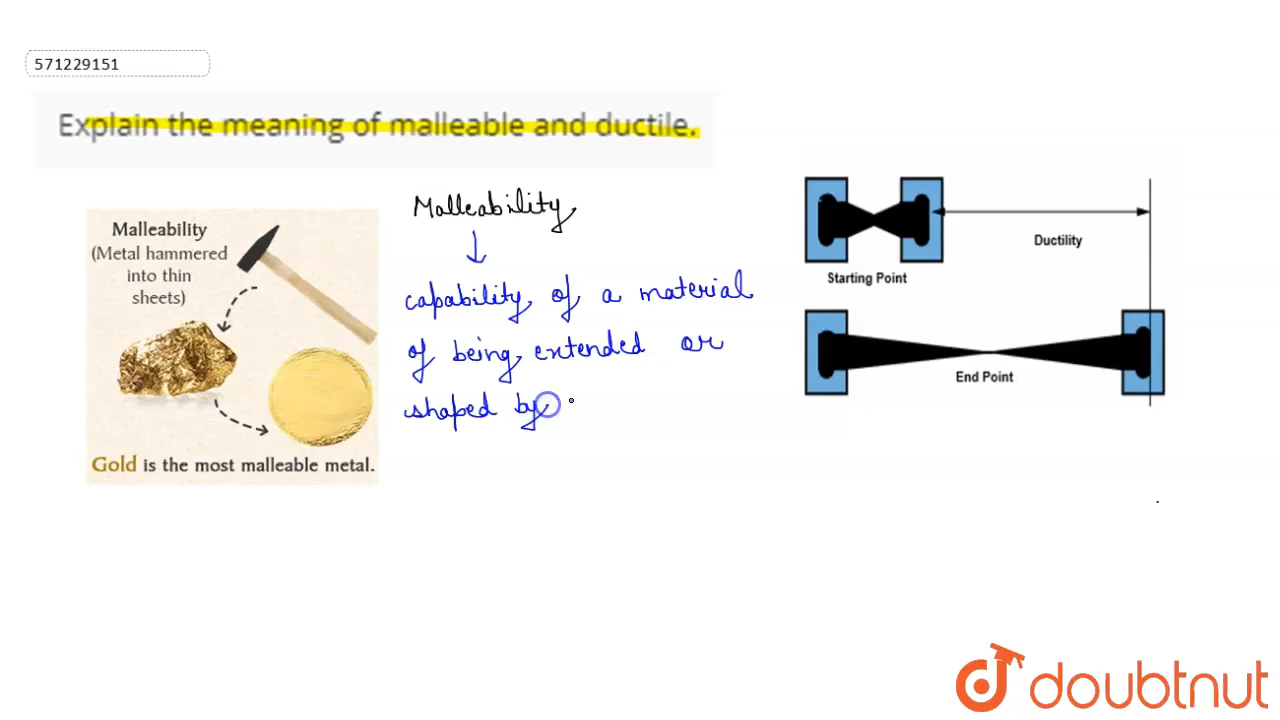 571229151
Explain the meaning of malleable and ductile.
Malleability
(Metal hammered
into thin
sheets)
Gold is the most malleable metal.
Malleability
capability of a material
of being extended or
shaped by
Ductility
Starting Point
End Point
doubtnut